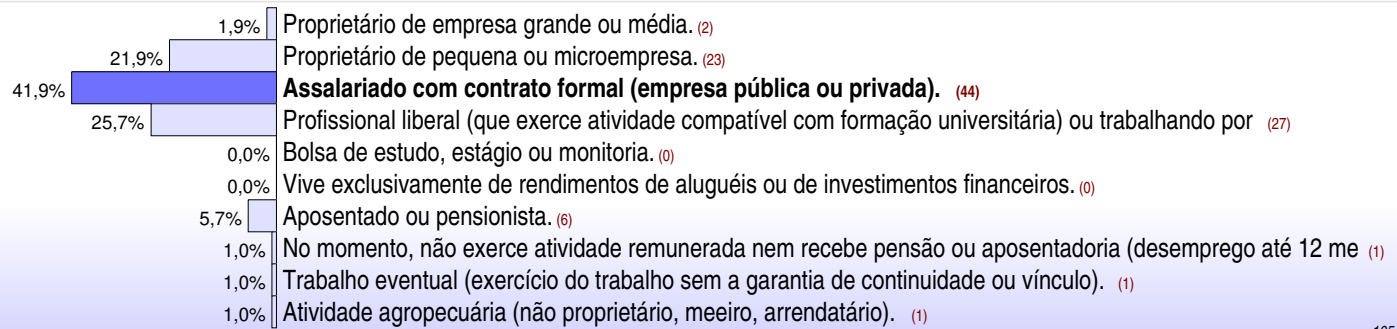 1,9% Proprietário de empresa grande ou média. (2)
21,9% Proprietário de pequena ou microempresa. (23)
41,9% Assalariado com contrato formal (empresa pública ou privada). (44)
25,7% Profissional liberal (que exerce atividade compatível com formação universitária) ou trabalhando por (27)
0,0% Bolsa de estudo, estágio ou monitoria. (0)
0,0% Vive exclusivamente de rendimentos de aluguéis ou de investimentos financeiros. (0)
5,7% Aposentado ou pensionista. (6)
1,0% No momento, não exerce atividade remunerada nem recebe pensão ou aposentadoria (desemprego até 12 me (1)
1,0% Trabalho eventual (exercício do trabalho sem a garantia de continuidade ou vínculo). (1)
1,0% Atividade agropecuária (não proprietário, meeiro, arrendatário). (1)